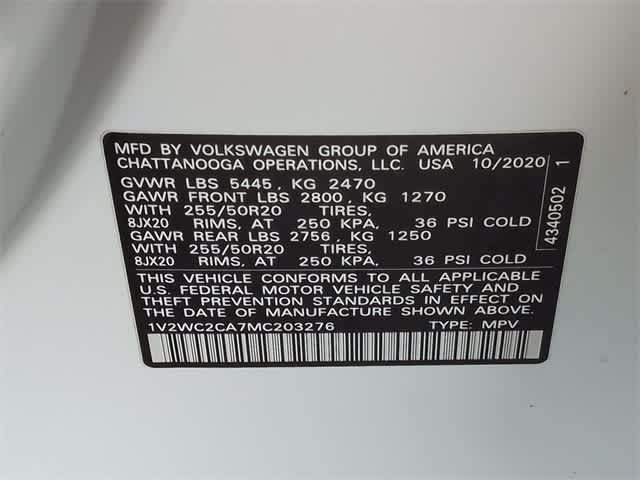 MFD BY VOLKSWAGEN GROUP OF AMERICA
CHATTANOOGA OPERATIONS, LLC. USA 10/2020
GVWR LBS 5445, KG 2470
GAWR FRONT LBS 2800, KG 1270
WITH 255/50R20 TIRES,
8JX20 RIMS, AT 250 KPA, 36 PSI COLD
GAWR REAR LBS 2756, KG 1250
WITH 255/50R20 TIRES,
8JX20 RIMS, AT 250 KPA, 36 PSI COLD
THIS VEHICLE CONFORMS TO ALL APPLICABLE
U.S. FEDERAL MOTOR VEHICLE SAFETY AND
THEFT PREVENTION STANDARDS IN EFFECT ON
THE DATE OF MANUFACTURE SHOWN ABOVE.
1V2WC2CA7MC203276 TYPE: MPV
4340502 1